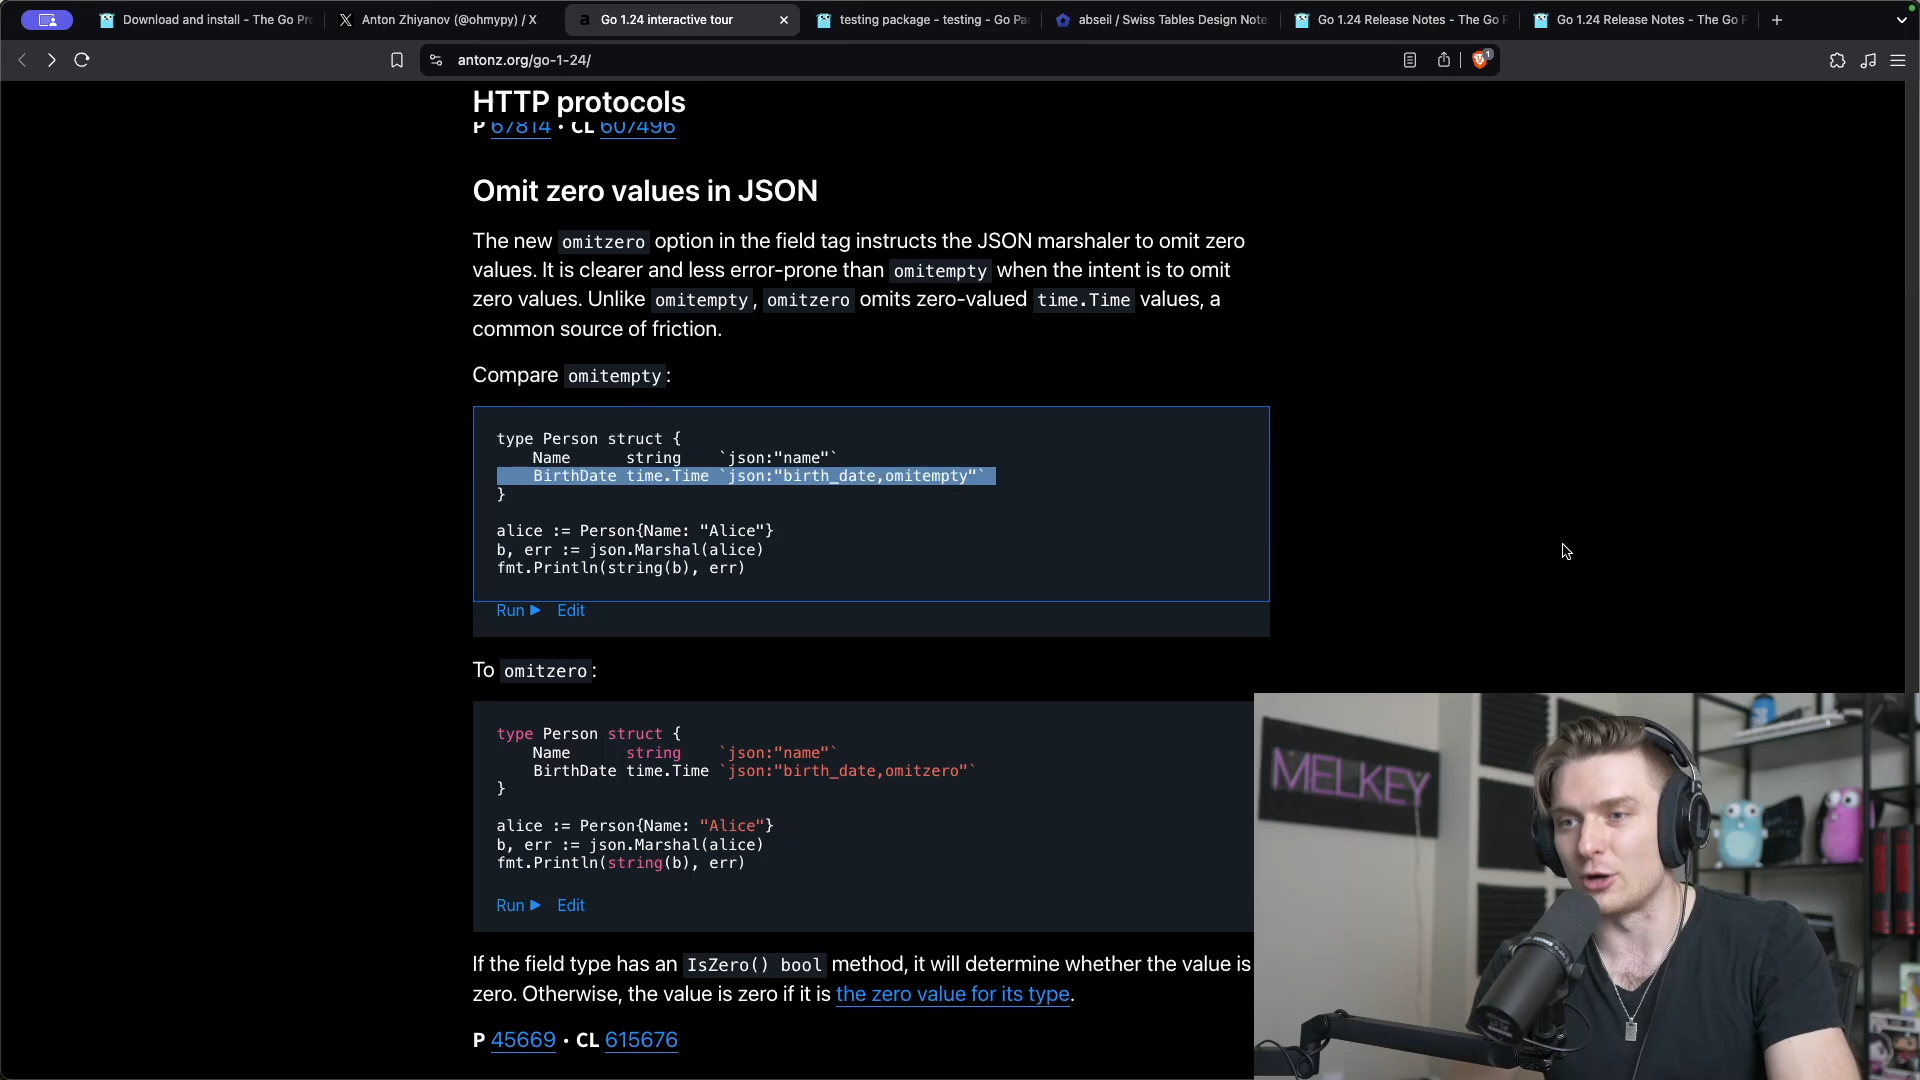 Download and install - The Go Pr
Anton Zhiyanov (@ohmypy) / X
Go 1.24 interactive tour
testing package - testing - Go Pa
abseil / Swiss Tables Design Note
Go 1.24 Release Notes - The Go P
Go 1.24 Release Notes - The Go P
antonz.org/go-1-24/
1
HTTP protocols
P 67814 • CL 607496
Omit zero values in JSON
The new omitzero option in the field tag instructs the JSON marshaler to omit zero
values. It is clearer and less error-prone than omitempty when the intent is to omit
zero values. Unlike omitempty, omitzero omits zero-valued time.Time values, a
common source of friction.
Compare omitempty:
type Person struct {
    Name      string    `json:"name"`
    BirthDate time.Time `json:"birth_date,omitempty"`
}
alice := Person{Name: "Alice"}
b, err := json.Marshal(alice)
fmt.Println(string(b), err)
Run ▶ Edit
To omitzero:
type Person struct {
    Name      string    `json:"name"`
    BirthDate time.Time `json:"birth_date,omitzero"`
}
alice := Person{Name: "Alice"}
b, err := json.Marshal(alice)
fmt.Println(string(b), err)
Run ▶ Edit
If the field type has an IsZero() bool method, it will determine whether the value is
zero. Otherwise, the value is zero if it is the zero value for its type.
P 45669 • CL 615676
MELKEY